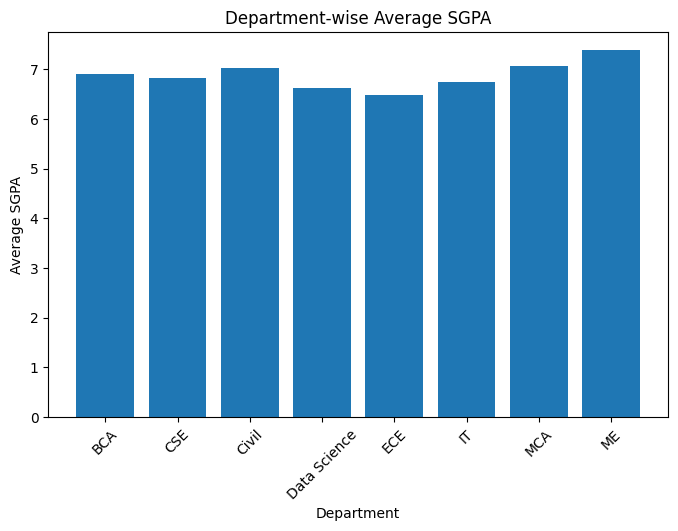 Department-wise Average SGPA
Average SGPA
7
6
5
4
3
2
1
0
BCA
CSE
Civil
Data Science
ECE
IT
MCA
ME
Department